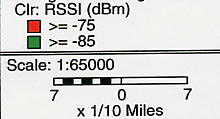 Clr: RSSI (dBm)
>= -75
>= -85
Scale: 1:65000
7 0 7
x 1/10 Miles